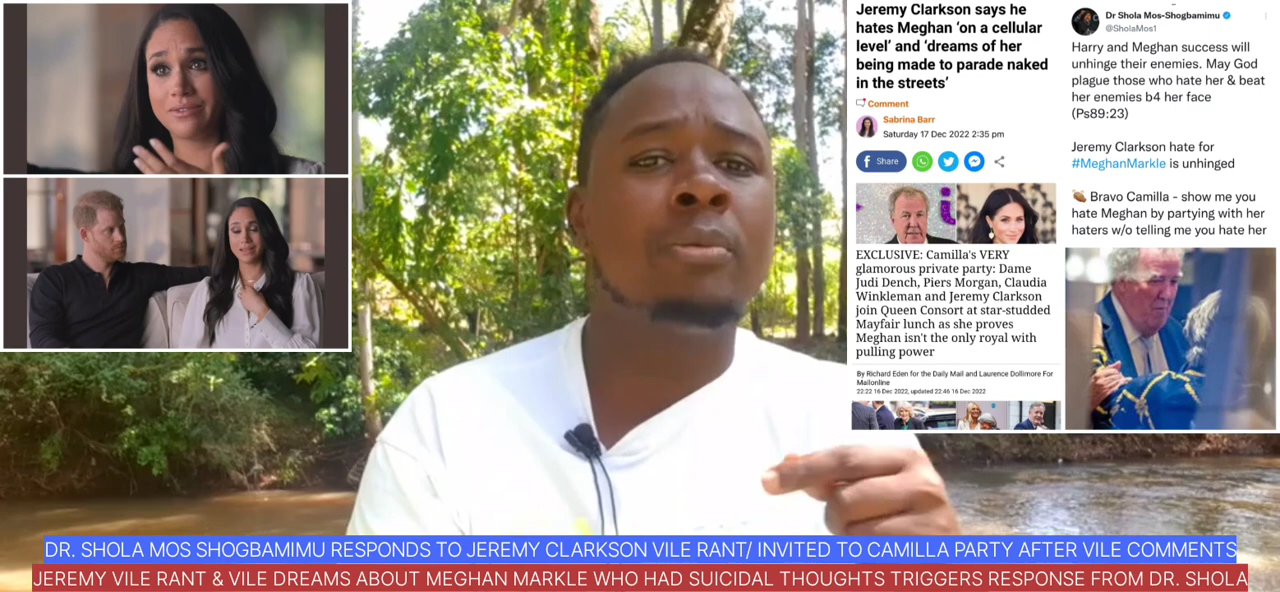 Jeremy Clarkson says he
hates Meghan ‘on a cellular
level’ and ‘dreams of her
being made to parade naked
in the streets’
Comment
Sabrina Barr
Saturday 17 Dec 2022 2:35 pm
f Share
EXCLUSIVE: Camilla's VERY
glamorous private party: Dame
Judi Dench, Piers Morgan, Claudia
Winkleman and Jeremy Clarkson
join Queen Consort at star-studded
Mayfair lunch as she proves
Meghan isn't the only royal with
pulling power
By Richard Eden for the Daily Mail and Laurence Dollimore For
Mailonline
22:22 16 Dec 2022, updated 22:46 16 Dec 2022
Dr Shola Mos-Shogbamimu
@SholaMos1
Harry and Meghan success will
unhinge their enemies. May God
plague those who hate her & beat
her enemies b4 her face
(Ps89:23)
Jeremy Clarkson hate for
#MeghanMarkle is unhinged
👏🏾 Bravo Camilla - show me you
hate Meghan by partying with her
haters w/o telling me you hate her
DR. SHOLA MOS SHOGBAMIMU RESPONDS TO JEREMY CLARKSON VILE RANT/ INVITED TO CAMILLA PARTY AFTER VILE COMMENTS
JEREMY VILE RANT & VILE DREAMS ABOUT MEGHAN MARKLE WHO HAD SUICIDAL THOUGHTS TRIGGERS RESPONSE FROM DR. SHOLA